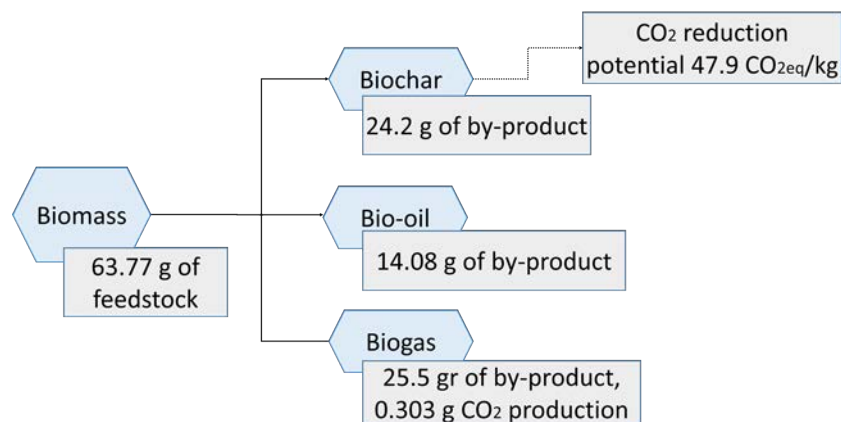 CO₂ reduction
potential 47.9 CO₂eq/kg
Biochar
24.2 g of by-product
Biomass
63.77 g of
feedstock
Bio-oil
14.08 g of by-product
Biogas
25.5 gr of by-product,
0.303 g CO₂ production